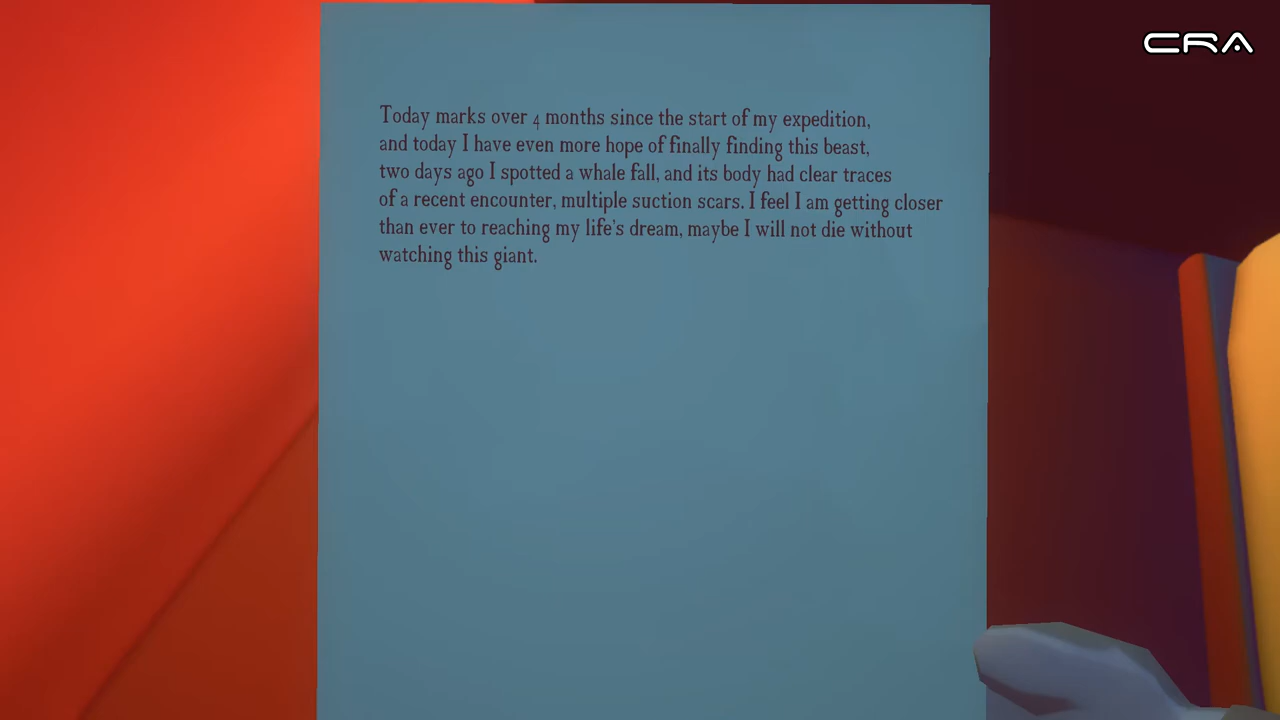 CRA
Today marks over 4 months since the start of my expedition,
and today I have even more hope of finally finding this beast,
two days ago I spotted a whale fall, and its body had clear traces
of a recent encounter, multiple suction scars. I feel I am getting closer
than ever to reaching my life's dream, maybe I will not die without
watching this giant.